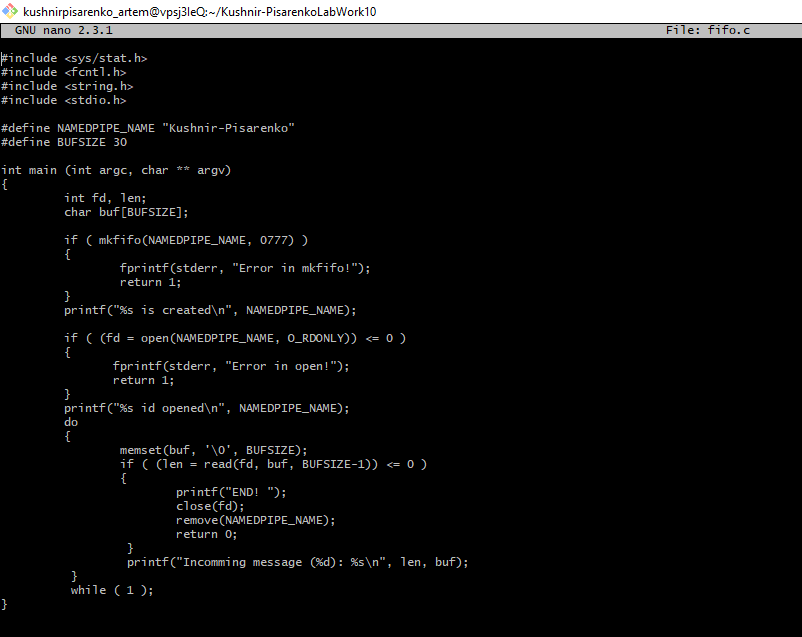 kushnirpisarenko_artem@vpsj3leQ:~/Kushnir-PisarenkoLabWork10
GNU nano 2.3.1 File: fifo.c
#include <sys/stat.h>
#include <fcntl.h>
#include <string.h>
#include <stdio.h>
#define NAMEDPIPE_NAME "Kushnir-Pisarenko"
#define BUFSIZE 30
int main (int argc, char ** argv)
{
int fd, len;
char buf[BUFSIZE];
if ( mkfifo(NAMEDPIPE_NAME, 0777) )
{
fprintf(stderr, "Error in mkfifo!");
return 1;
}
printf("%s is created\n", NAMEDPIPE_NAME);
if ( (fd = open(NAMEDPIPE_NAME, O_RDONLY)) <= 0 )
{
fprintf(stderr, "Error in open!");
return 1;
}
printf("%s id opened\n", NAMEDPIPE_NAME);
do
{
memset(buf, '\0', BUFSIZE);
if ( (len = read(fd, buf, BUFSIZE-1)) <= 0 )
{
printf("END! ");
close(fd);
remove(NAMEDPIPE_NAME);
return 0;
}
printf("Incomming message (%d): %s\n", len, buf);
}
while ( 1 );
}